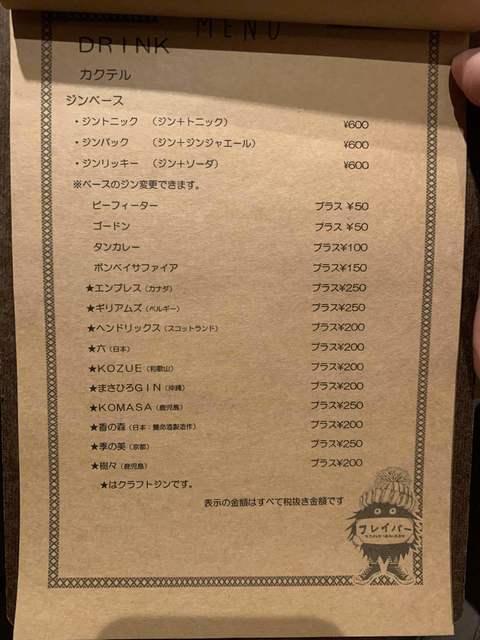 MENU
DRINK
カクテル
ジンベース
・ジントニック （ジン＋トニック） ¥600
・ジンバック （ジン＋ジンジャエール） ¥600
・ジンリッキー （ジン＋ソーダ） ¥600
※ベースのジン変更できます。
ビーフィーター プラス ¥50
ゴードン プラス ¥50
タンカレー プラス¥100
ボンベイサファイア プラス¥150
★エンプレス（カナダ） プラス¥250
★ギリアムズ（ベルギー） プラス¥250
★ヘンドリックス（スコットランド） プラス¥200
★六（日本） プラス¥200
★KOZUE（和歌山） プラス¥200
★まさひろGIN（沖縄） プラス¥200
★KOMASA（鹿児島） プラス¥250
★香の森（日本：養命酒製造作） プラス¥200
★季の美（京都） プラス¥250
★樹々（鹿児島） プラス¥200
★はクラフトジンです。
表示の金額はすべて税抜き金額です
フレイバー